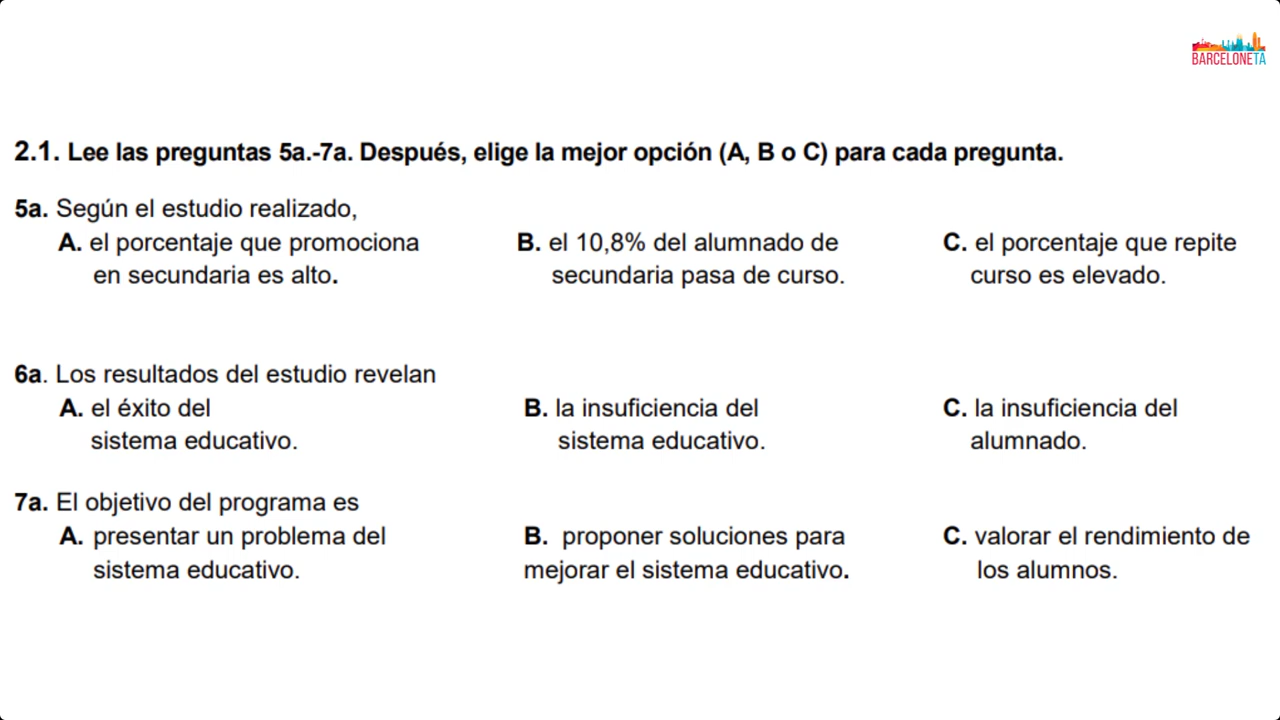 BARCELONETA
2.1. Lee las preguntas 5a.-7a. Después, elige la mejor opción (A, B o C) para cada pregunta.
5a. Según el estudio realizado,
A. el porcentaje que promociona
en secundaria es alto.
B. el 10,8% del alumnado de
secundaria pasa de curso.
C. el porcentaje que repite
curso es elevado.
6a. Los resultados del estudio revelan
A. el éxito del
sistema educativo.
B. la insuficiencia del
sistema educativo.
C. la insuficiencia del
alumnado.
7a. El objetivo del programa es
A. presentar un problema del
sistema educativo.
B. proponer soluciones para
mejorar el sistema educativo.
C. valorar el rendimiento de
los alumnos.